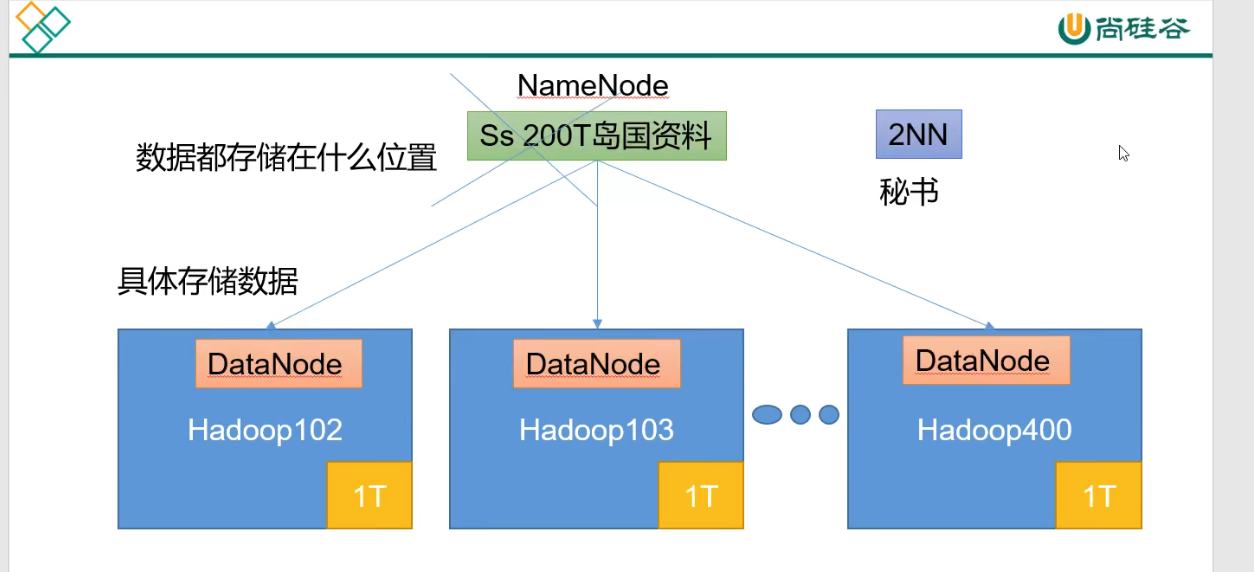 尚硅谷
NameNode
Ss 200T岛国资料
2NN
数据都存储在什么位置
秘书
具体存储数据
DataNode
DataNode
DataNode
Hadoop102
Hadoop103
Hadoop400
1T
1T
1T